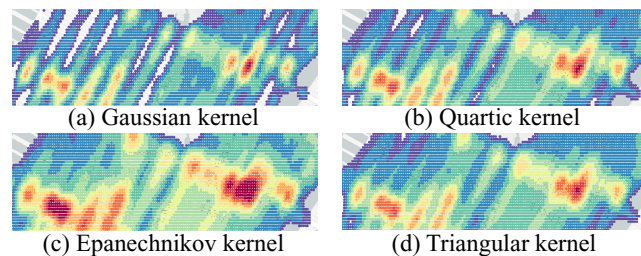 (a) Gaussian kernel
(b) Quartic kernel
(c) Epanechnikov kernel
(d) Triangular kernel